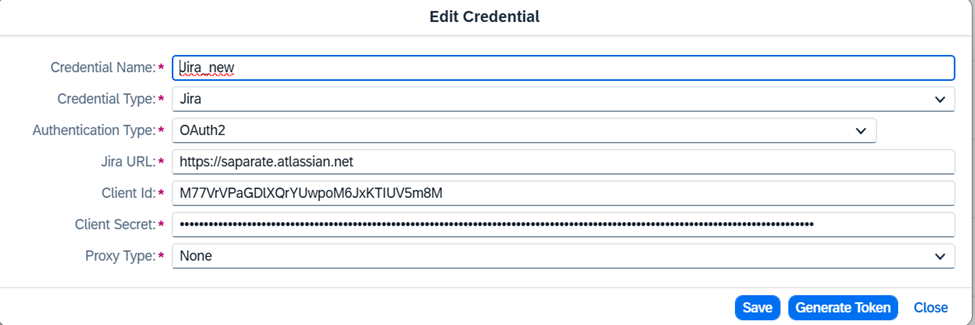 Edit Credential
Credential Name:* Jira_new
Credential Type:* Jira
Authentication Type:* OAuth2
Jira URL:* https://saparate.atlassian.net
Client Id:* M77VrVPaGDlXQrYUwpoM6JxKTIUV5m8M
Client Secret:* ••••••••••••••••••••••••••••••••••••••••••••••••••••••••••••••••••••••••••••••••••••••••••••••••••••••••••••••••••••••••••••••••
Proxy Type:* None
Save Generate Token Close